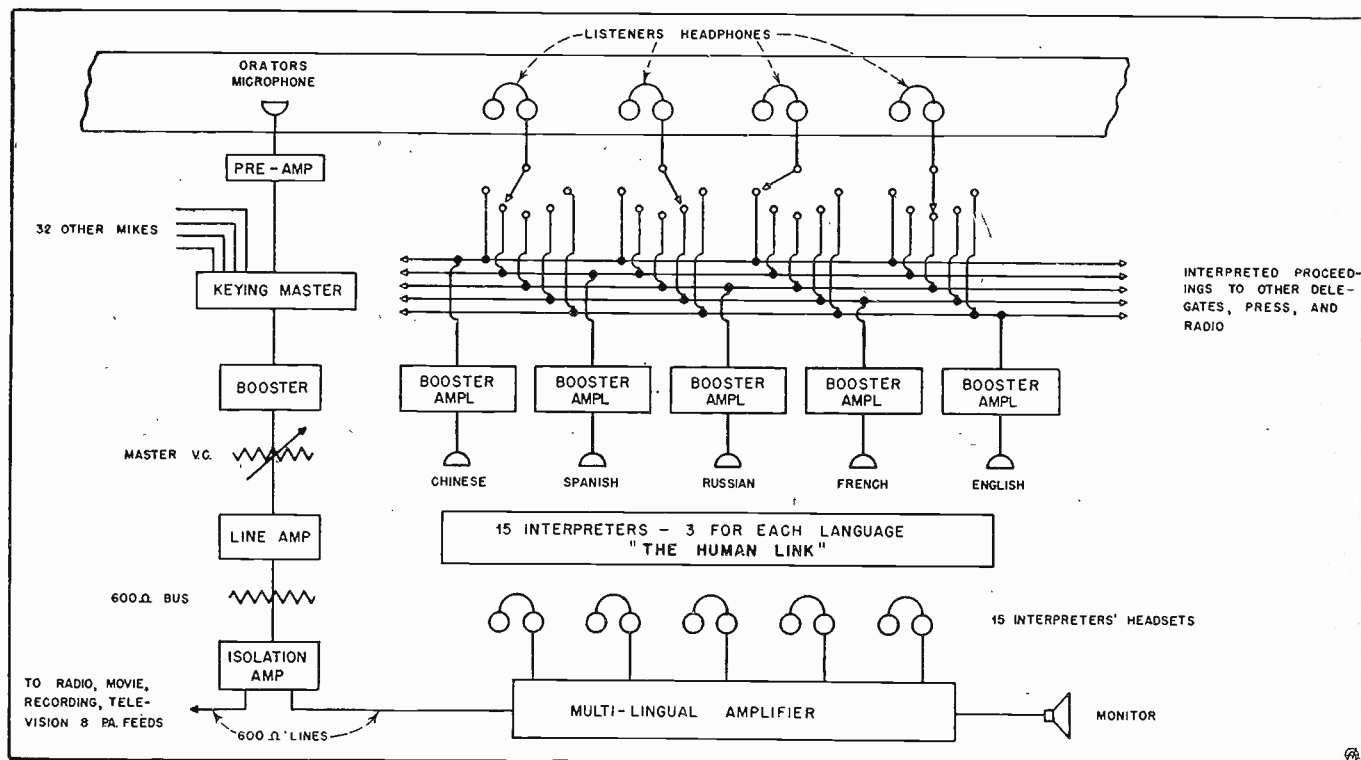 LISTENERS HEADPHONES
ORATORS
MICROPHONE
PRE-AMP
32 OTHER MIKES
KEYING MASTER
INTERPRETED PROCEED-
INGS TO OTHER DELE-
GATES, PRESS, AND
RADIO
BOOSTER
BOOSTER
AMPL
BOOSTER
AMPL
BOOSTER
AMPL
BOOSTER
AMPL
BOOSTER
AMPL
MASTER V.C.
CHINESE
SPANISH
RUSSIAN
FRENCH
ENGLISH
LINE AMP
15 INTERPRETERS - 3 FOR EACH LANGUAGE
"THE HUMAN LINK"
600Ω BUS
15 INTERPRETERS' HEADSETS
ISOLATION
AMP
TO RADIO, MOVIE,
RECORDING, TELE-
VISION 8 P.A. FEEDS
600Ω LINES
MULTI-LINGUAL AMPLIFIER
MONITOR